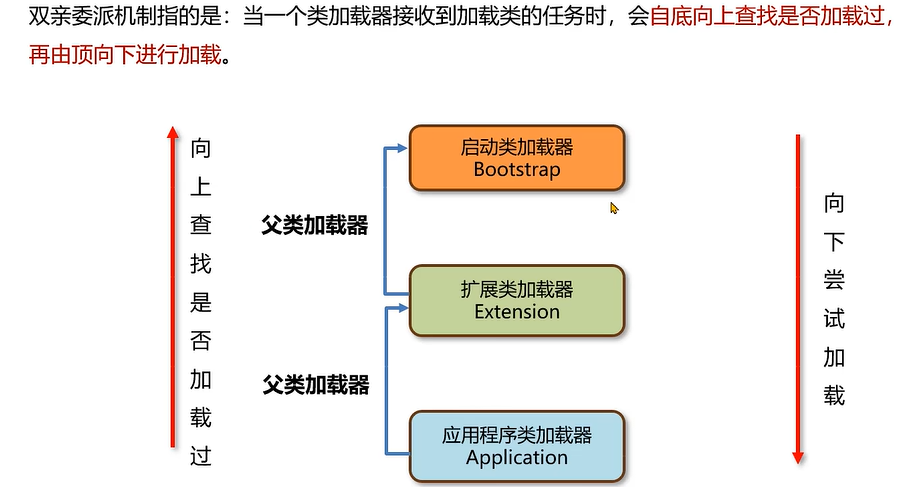 双亲委派机制指的是：当一个类加载器接收到加载类的任务时，会自底向上查找是否加载过，
再由顶向下进行加载。
向上查找是否加载过
启动类加载器
Bootstrap
父类加载器
扩展类加载器
Extension
父类加载器
应用程序类加载器
Application
向下尝试加载